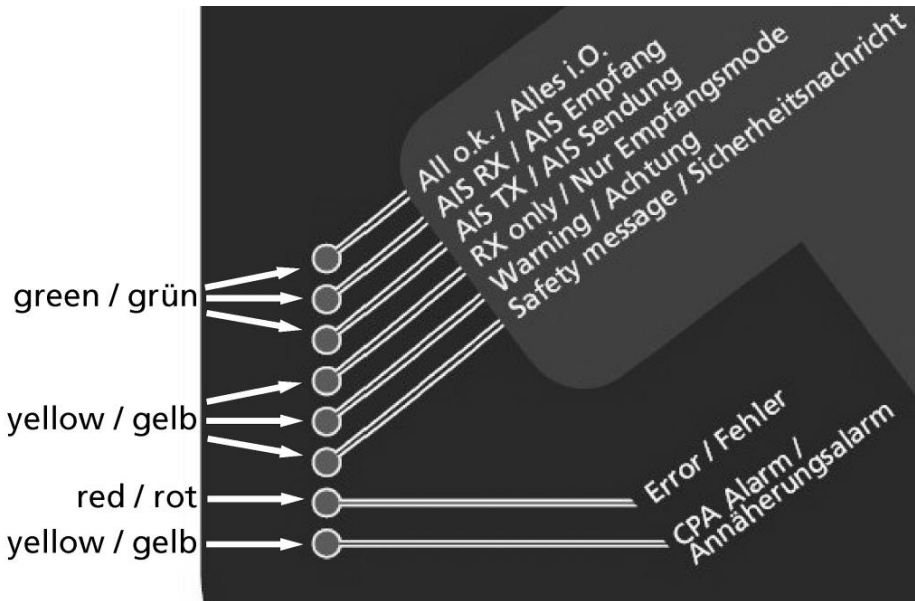 All o.k. / Alles i.O.
AIS RX / AIS Empfang
AIS TX / AIS Sendung
RX only / Nur Empfangsmode
Warning / Achtung
Safety message / Sicherheitsnachricht
green / grün
yellow / gelb
red / rot
yellow / gelb
Error / Fehler
CPA Alarm /
Annäherungsalarm